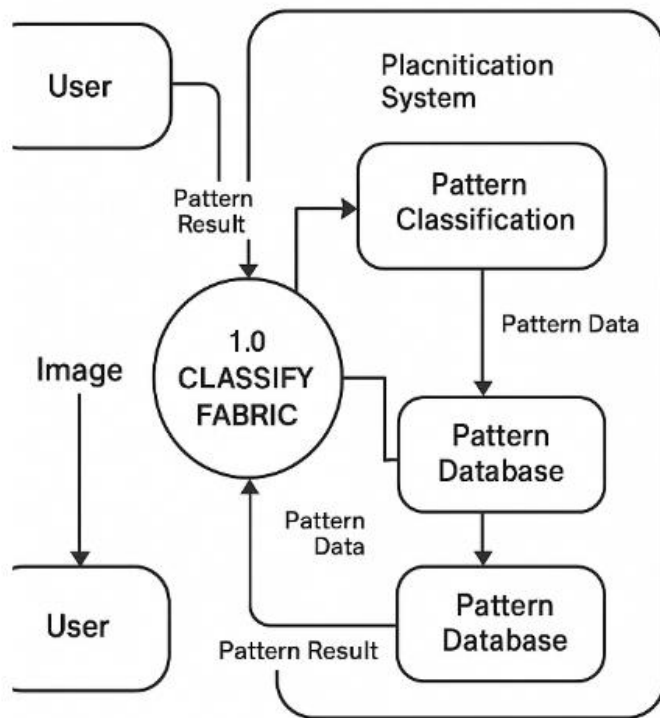 User
Placnitication
System
Pattern
Result
Pattern
Classification
Pattern Data
1.0
CLASSIFY
FABRIC
Image
Pattern
Database
Pattern
Data
User
Pattern Result
Pattern
Database